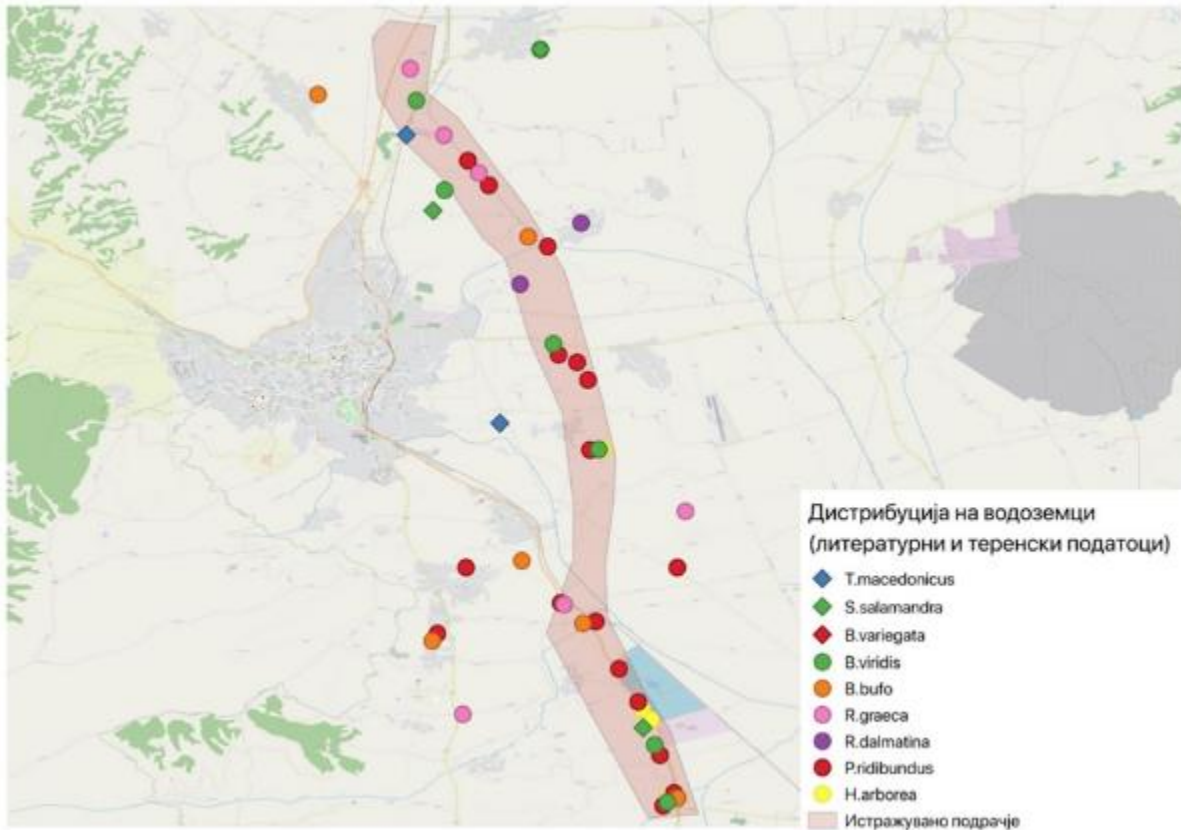 Дистрибуција на водоземци
(литературни и теренски податоци)
T.macedonicus
S.salamandra
B.variegata
B.viridis
B.bufo
R.graeca
R.dalmatina
P.ridibundus
H.arborea
Истражувано подрачје